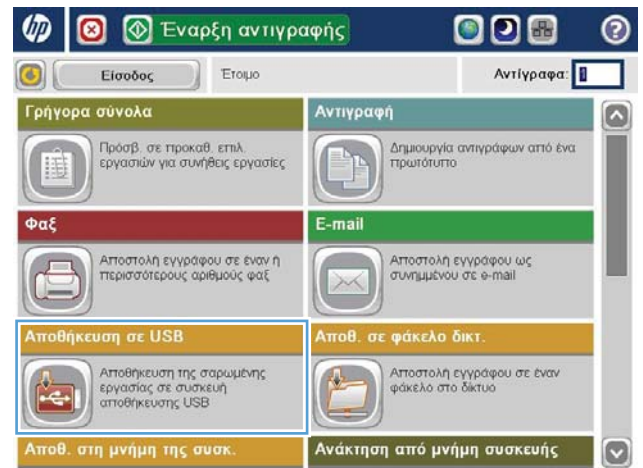 hp Έναρξη αντιγραφής ?
Είσοδος Έτοιμο Αντίγραφα: 1
Γρήγορα σύνολα
Πρόσβ. σε προκαθ. επιλ.
εργασιών για συνήθεις εργασίες
Αντιγραφή
Δημιουργία αντιγράφων από ένα
πρωτότυπο
Φαξ
Αποστολή εγγράφου σε έναν ή
περισσότερους αριθμούς φαξ
E-mail
Αποστολή εγγράφου ως
συνημμένου σε e-mail
Αποθήκευση σε USB
Αποθήκευση της σαρωμένης
εργασίας σε συσκευή
αποθήκευσης USB
Αποθ. σε φάκελο δικτ.
Αποστολή εγγράφου σε έναν
φάκελο στο δίκτυο
Αποθ. στη μνήμη της συσκ.
Ανάκτηση από μνήμη συσκευής